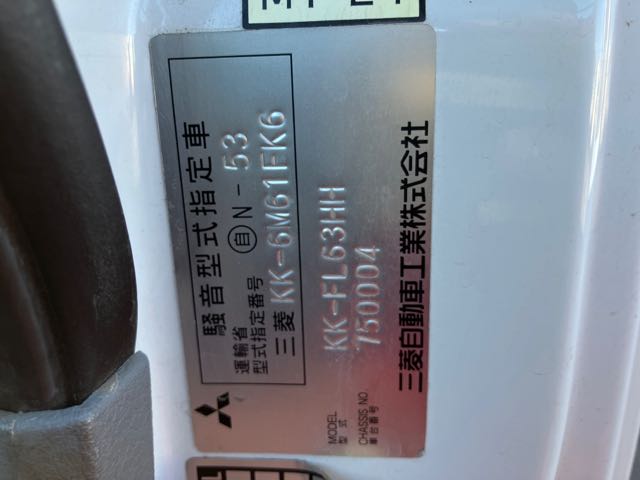 騒音型式指定車
運輸省
型式指定番号 自 N-53
三菱 KK-6M61FK6
MODEL
型式 KK-FL63HH
CHASSIS NO.
車台番号 750004
三菱自動車工業株式会社